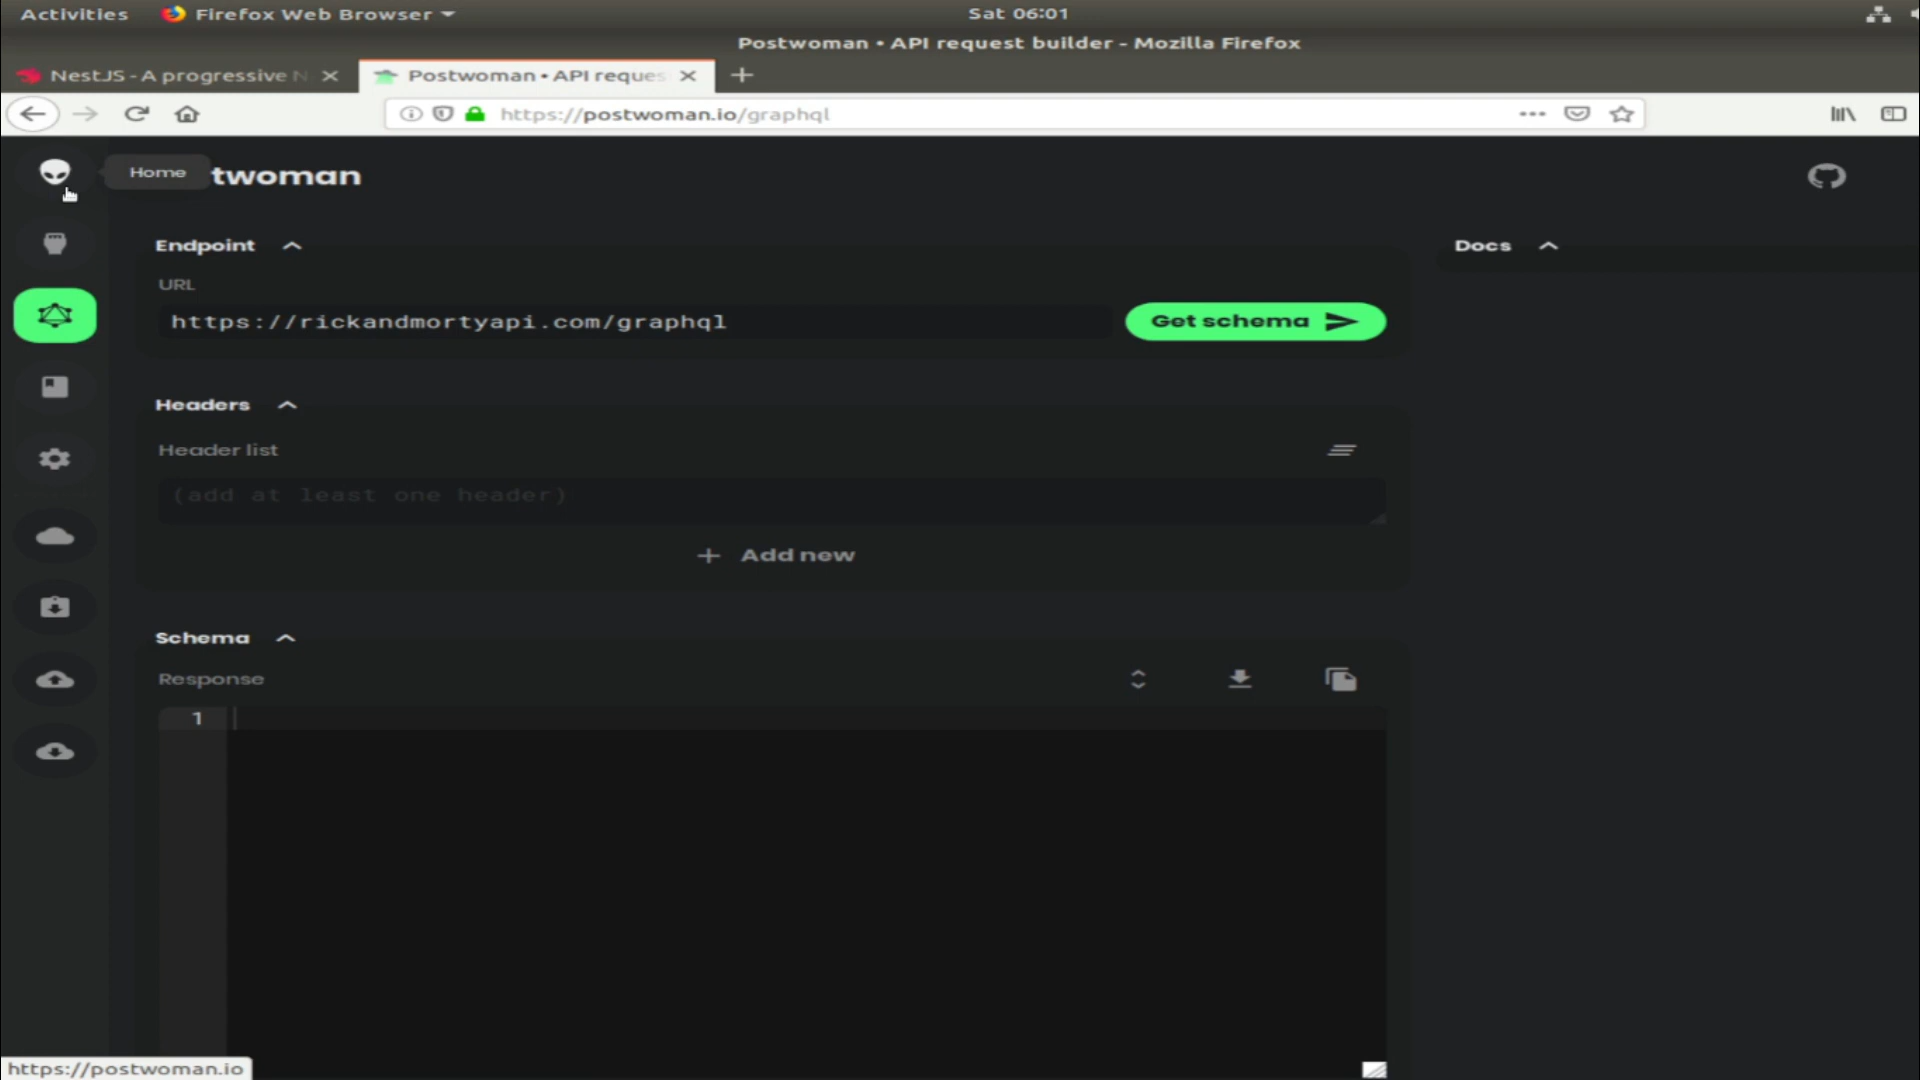 Activities Firefox Web Browser Sat 06:01
Postwoman • API request builder - Mozilla Firefox
NestJS - A progressive N Postwoman • API reques
https://postwoman.io/graphql
Home twoman
Endpoint Docs
URL
https://rickandmortyapi.com/graphql Get schema
Headers
Header list
(add at least one header)
Add new
Schema
Response
1
https://postwoman.io